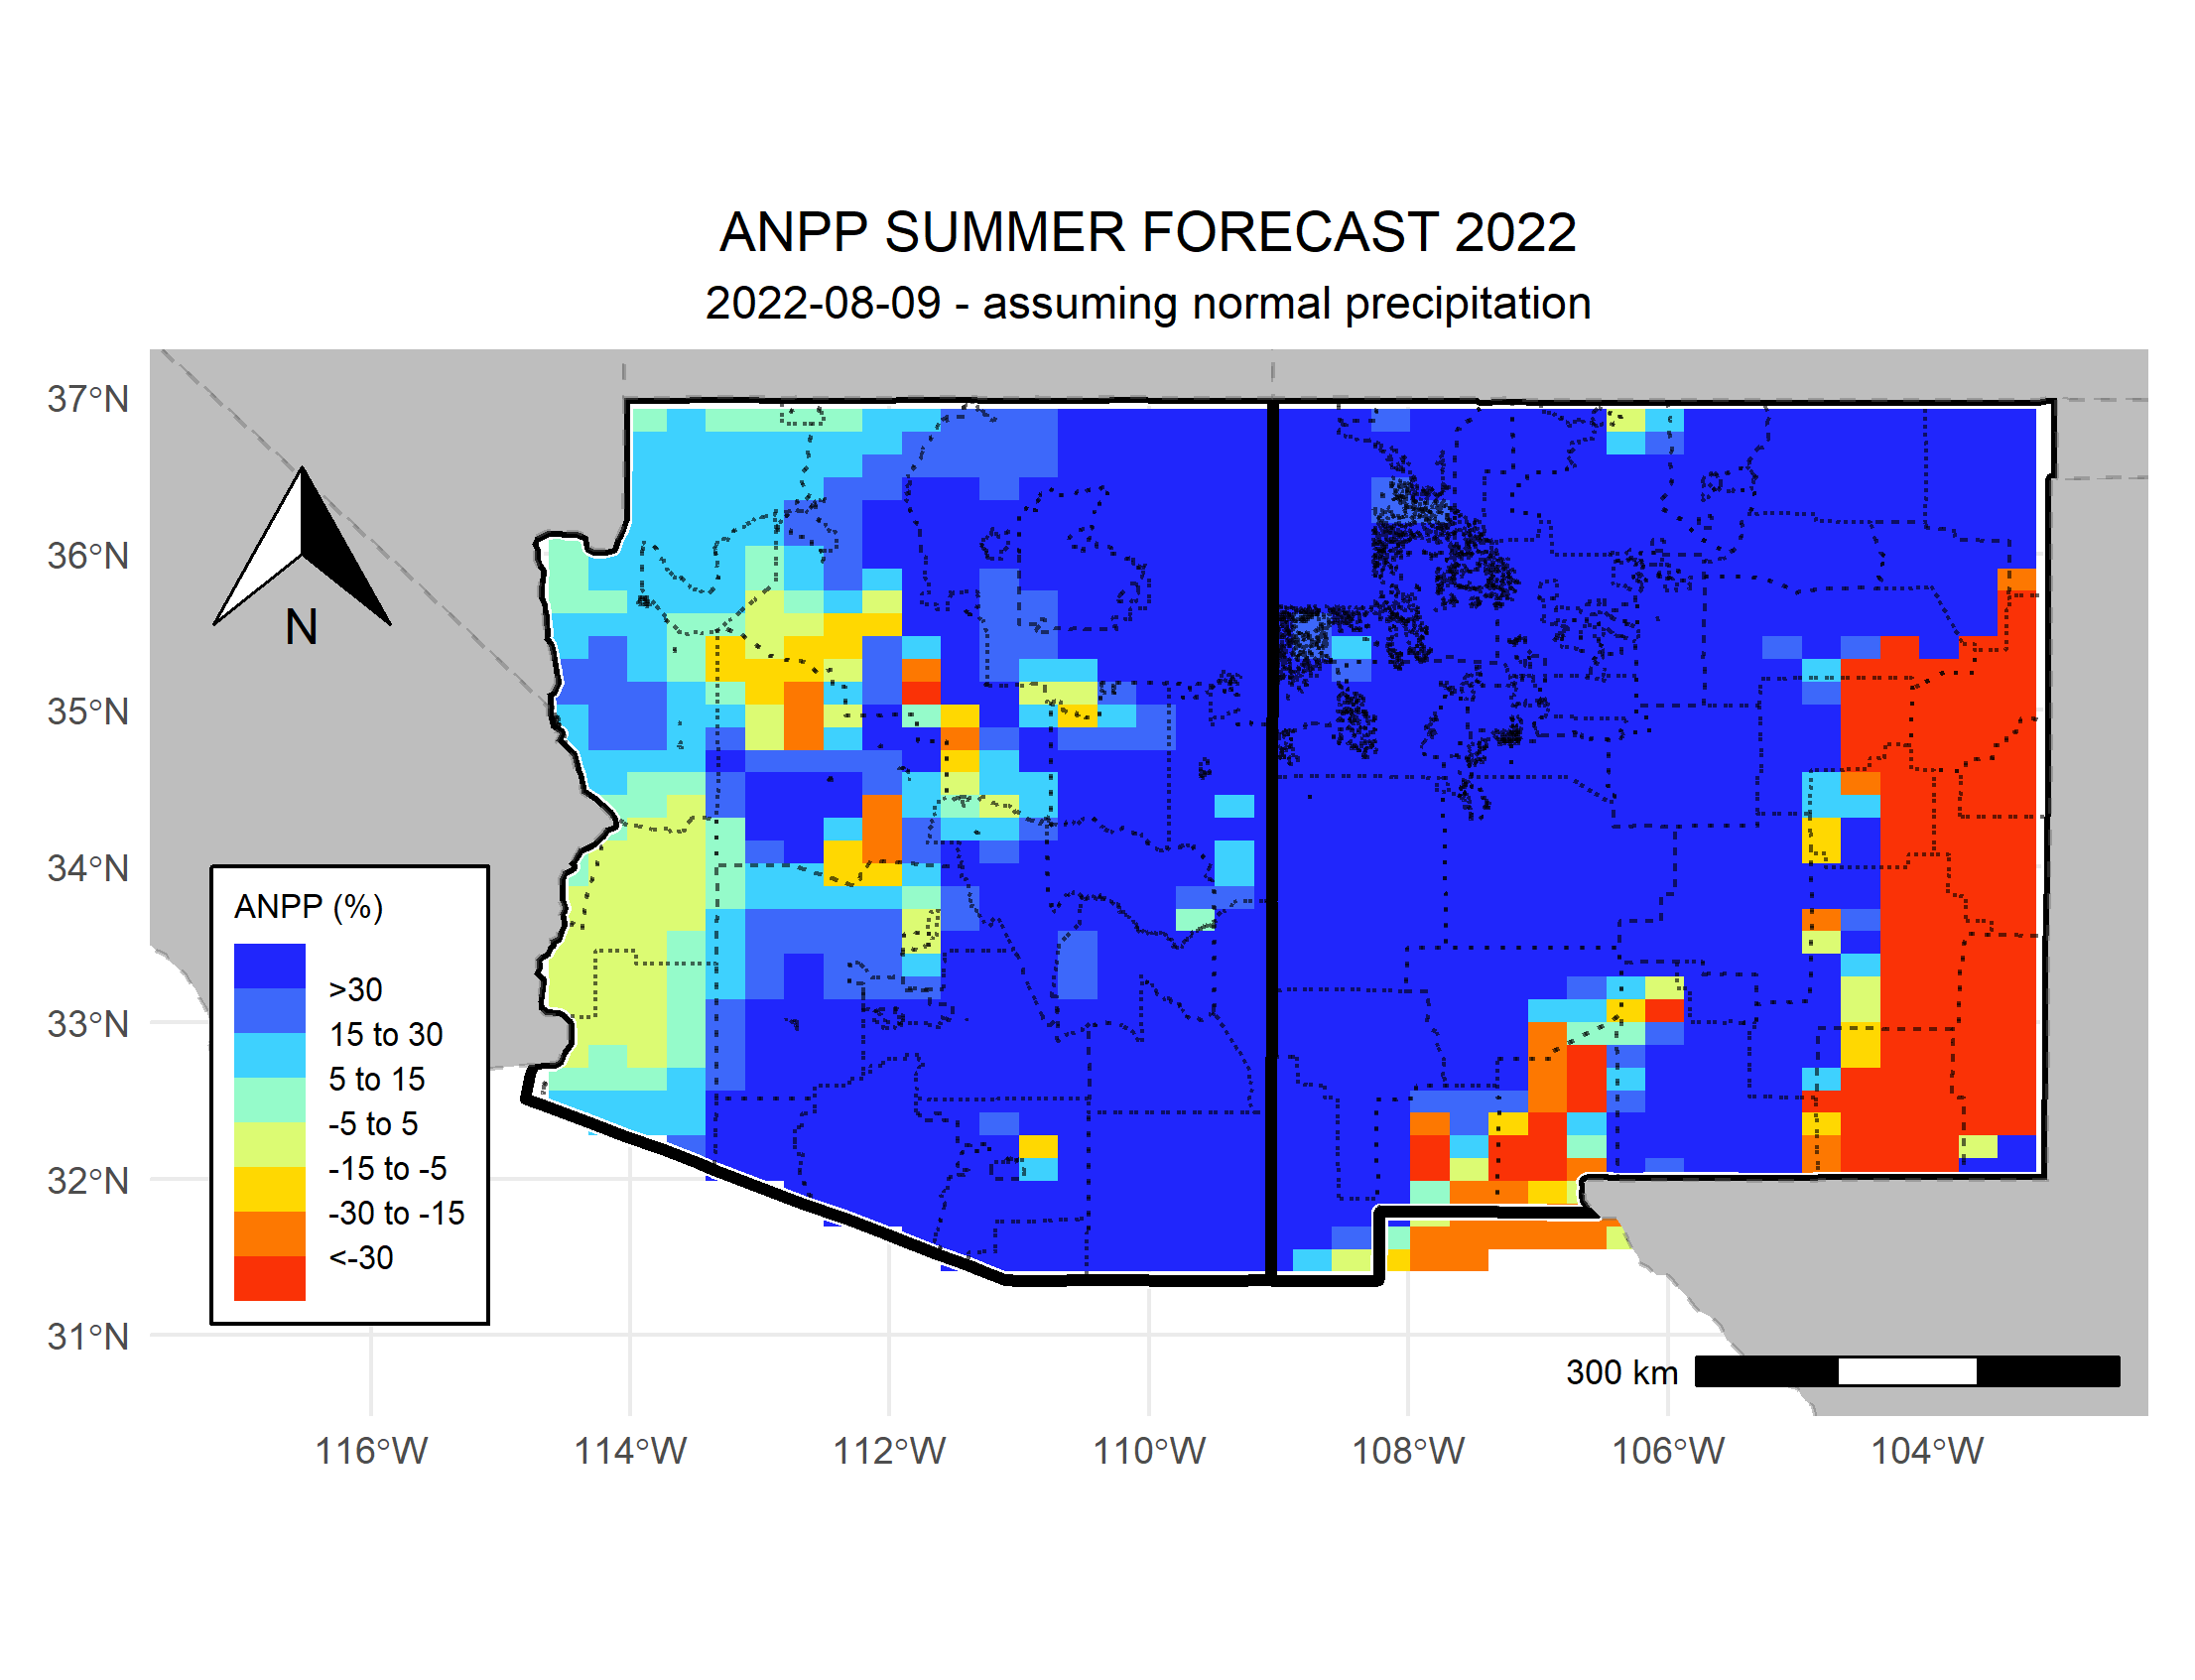 ANPP SUMMER FORECAST 2022
2022-08-09 - assuming normal precipitation
37°N
36°N
35°N
34°N
33°N
32°N
31°N
N
ANPP (%)
>30
15 to 30
5 to 15
-5 to 5
-15 to -5
-30 to -15
<-30
300 km
116°W
114°W
112°W
110°W
108°W
106°W
104°W